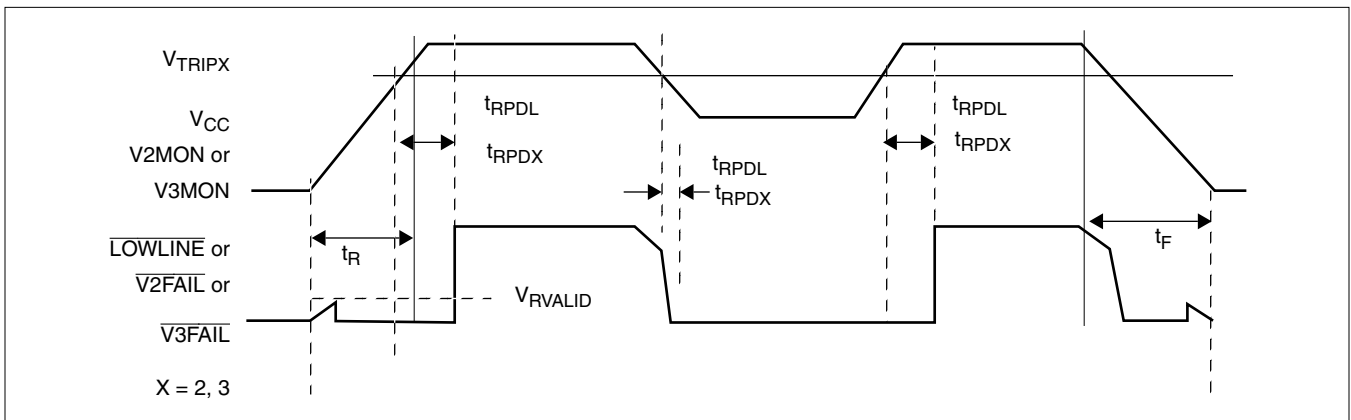 VTRIPX
VCC
V2MON or
V3MON
tRPDL
tRPDX
tRPDL
tRPDX
tRPDL
tRPDX
LOWLINE or
V2FAIL or
V3FAIL
tR
VRVALID
tF
X = 2, 3